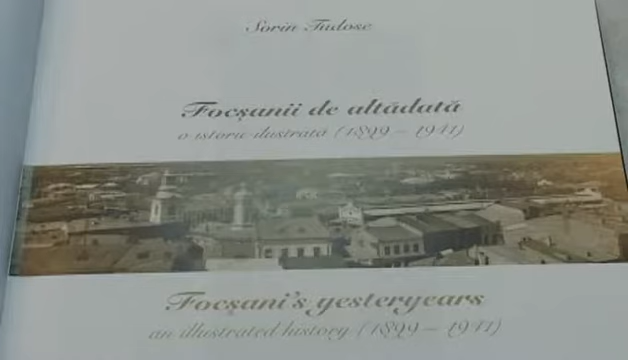 Sorin Tudose
Focșanii de altădată
o istorie ilustrată (1899 – 1941)
Focșani's yesteryears
an illustrated history (1899 – 1941)